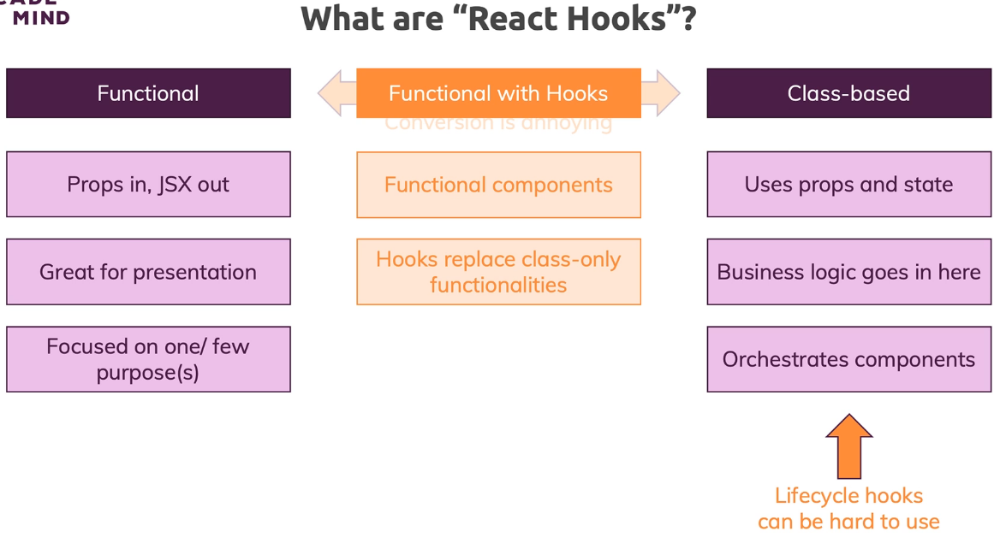 MIND
What are “React Hooks”?
Functional
Functional with Hooks
Class-based
Conversion is annoying
Props in, JSX out
Functional components
Uses props and state
Great for presentation
Hooks replace class-only
functionalities
Business logic goes in here
Focused on one/ few
purpose(s)
Orchestrates components
Lifecycle hooks
can be hard to use